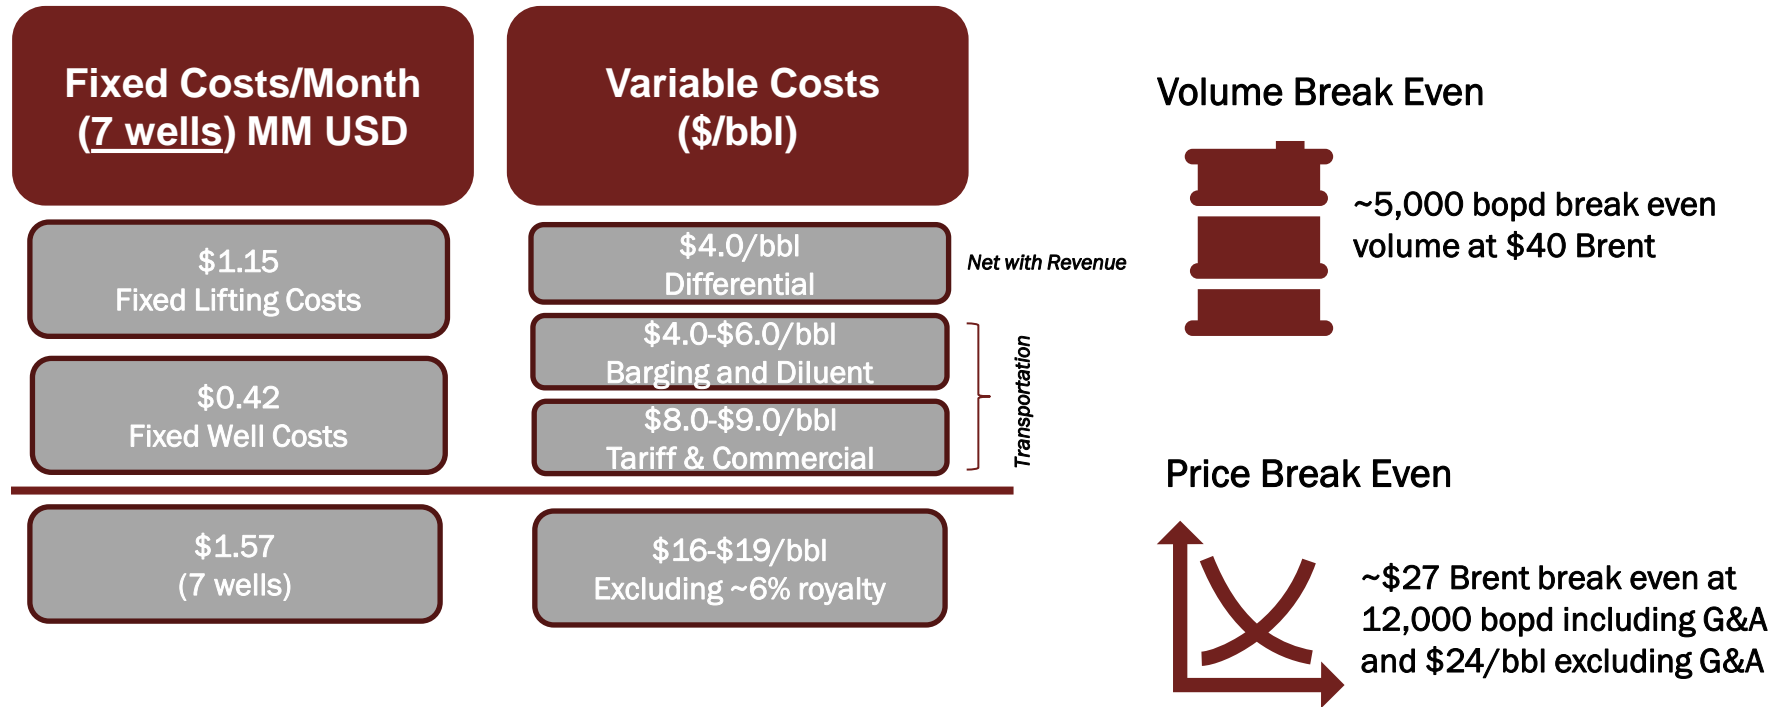 Fixed Costs/Month
(7 wells) MM USD
$1.15
Fixed Lifting Costs
$0.42
Fixed Well Costs
$1.57
(7 wells)
Variable Costs
($/bbl)
$4.0/bbl
Differential
Net with Revenue
$4.0-$6.0/bbl
Barging and Diluent
$8.0-$9.0/bbl
Tariff & Commercial
Transportation
$16-$19/bbl
Excluding ~6% royalty
Volume Break Even
~5,000 bopd break even
volume at $40 Brent
Price Break Even
~$27 Brent break even at
12,000 bopd including G&A
and $24/bbl excluding G&A